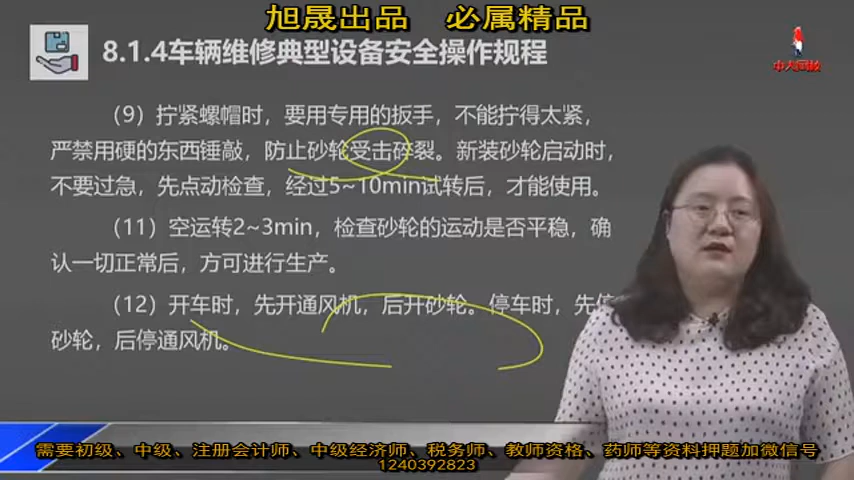 旭晟出品 必属精品
8.1.4车辆维修典型设备安全操作规程
中大网校
（9）拧紧螺帽时，要用专用的扳手，不能拧得太紧，
严禁用硬的东西锤敲，防止砂轮受击碎裂。新装砂轮启动时，
不要过急，先点动检查，经过5~10min试转后，才能使用。
（11）空运转2~3min，检查砂轮的运动是否平稳，确
认一切正常后，方可进行生产。
（12）开车时，先开通风机，后开砂轮。停车时，先停
砂轮，后停通风机。
需要初级、中级、注册会计师、中级经济师、税务师、教师资格、药师等资料押题加微信号
1240392823